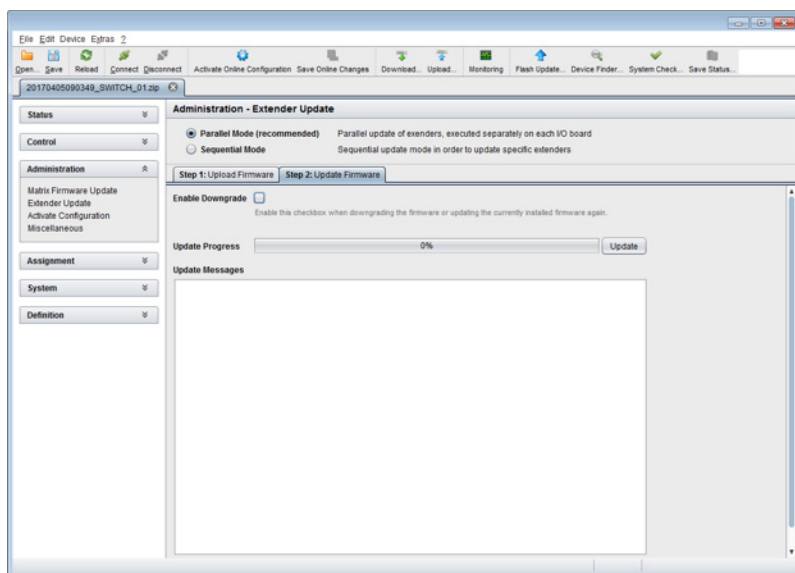 File Edit Device Extras ?
Open... Save Reload Connect Disconnect Activate Online Configuration Save Online Changes Download... Upload... Monitoring Flash Update... Device Finder... System Check... Save Status...
20170405090349_SWITCH_01.zip
Status
Control
Administration
Matrix Firmware Update
Extender Update
Activate Configuration
Miscellaneous
Assignment
System
Definition
Administration - Extender Update
Parallel Mode (recommended) Parallel update of exenders, executed separately on each I/O board
Sequential Mode Sequential update mode in order to update specific extenders
Step 1: Upload Firmware Step 2: Update Firmware
Enable Downgrade
Enable this checkbox when downgrading the firmware or updating the currently installed firmware again.
Update Progress 0% Update
Update Messages